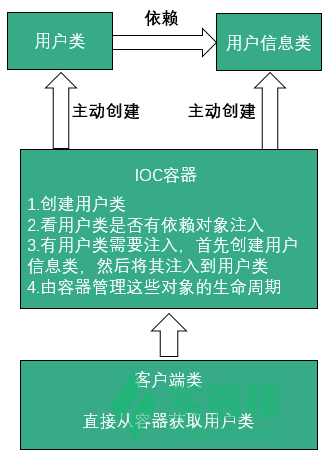 用户类
依赖
用户信息类
主动创建
主动创建
IOC容器
1.创建用户类
2.看用户类是否有依赖对象注入
3.有用户类需要注入，首先创建用户
信息类，然后将其注入到用户类
4.由容器管理这些对象的生命周期
客户端类
实验楼
直接从容器获取用户类